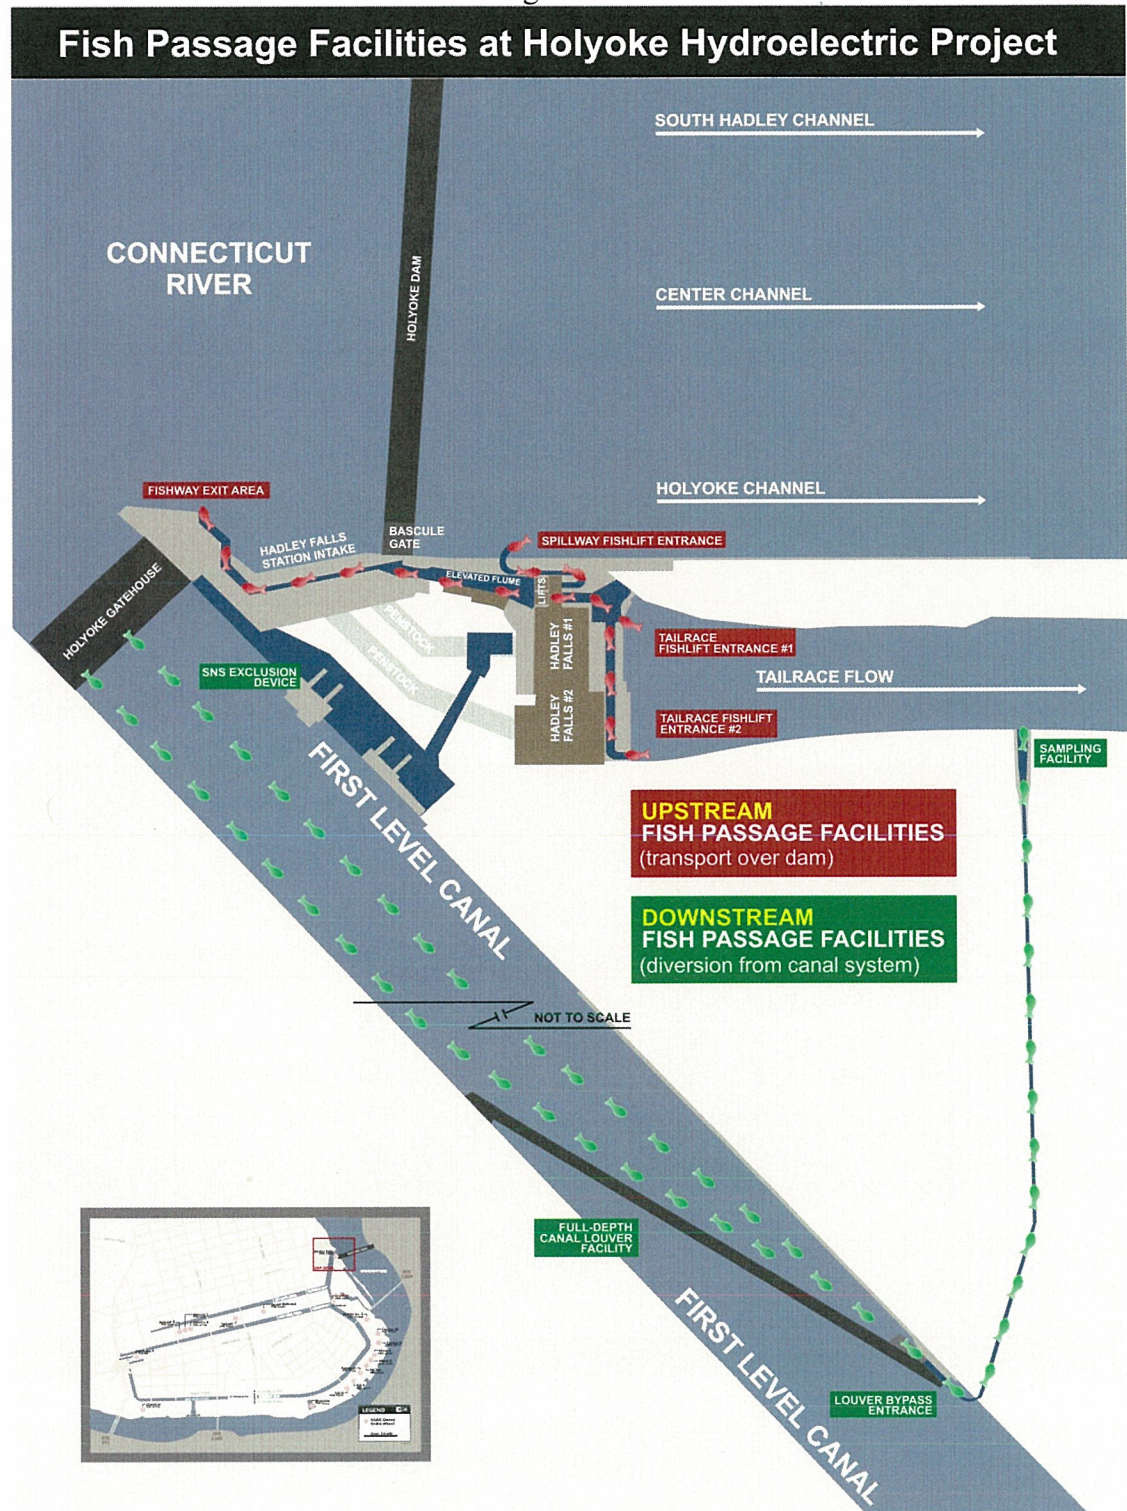 Fish Passage Facilities at Holyoke Hydroelectric Project
SOUTH HADLEY CHANNEL
CONNECTICUT
RIVER
HOLYOKE DAM
CENTER CHANNEL
HOLYOKE CHANNEL
FISHWAY EXIT AREA
HADLEY FALLS
STATION INTAKE
BASCULE
GATE
SPILLWAY FISHLIFT ENTRANCE
ELEVATED FLUME
LIFTS
HOLYOKE GATEHOUSE
PENSTOCK
PENSTOCK
HADLEY
FALLS #1
HADLEY
FALLS #2
TAILRACE
FISHLIFT ENTRANCE #1
SNS EXCLUSION
DEVICE
TAILRACE FLOW
TAILRACE FISHLIFT
ENTRANCE #2
SAMPLING
FACILITY
FIRST LEVEL CANAL
UPSTREAM
FISH PASSAGE FACILITIES
(transport over dam)
DOWNSTREAM
FISH PASSAGE FACILITIES
(diversion from canal system)
NOT TO SCALE
FULL-DEPTH
CANAL LOUVER
FACILITY
FIRST LEVEL CANAL
LOUVER BYPASS
ENTRANCE
LEGEND